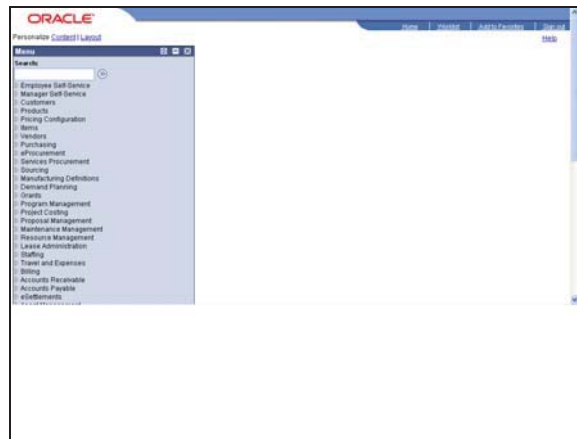 ORACLE
Home | Worklist | Add to Favorites | Sign out
Personalize Content | Layout
Help
Menu
Search:
Employee Self-Service
Manager Self-Service
Customers
Products
Pricing Configuration
Items
Vendors
Purchasing
eProcurement
Services Procurement
Sourcing
Manufacturing Definitions
Demand Planning
Grants
Program Management
Project Costing
Proposal Management
Maintenance Management
Resource Management
Lease Administration
Staffing
Travel and Expenses
Billing
Accounts Receivable
Accounts Payable
eSettlements